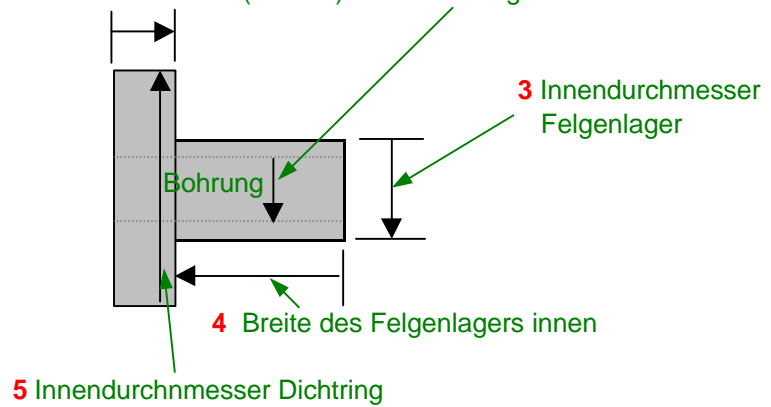 3 Innendurchmesser
Felgenlager
Bohrung
4 Breite des Felgenlagers innen
5 Innendurchnmesser Dichtring